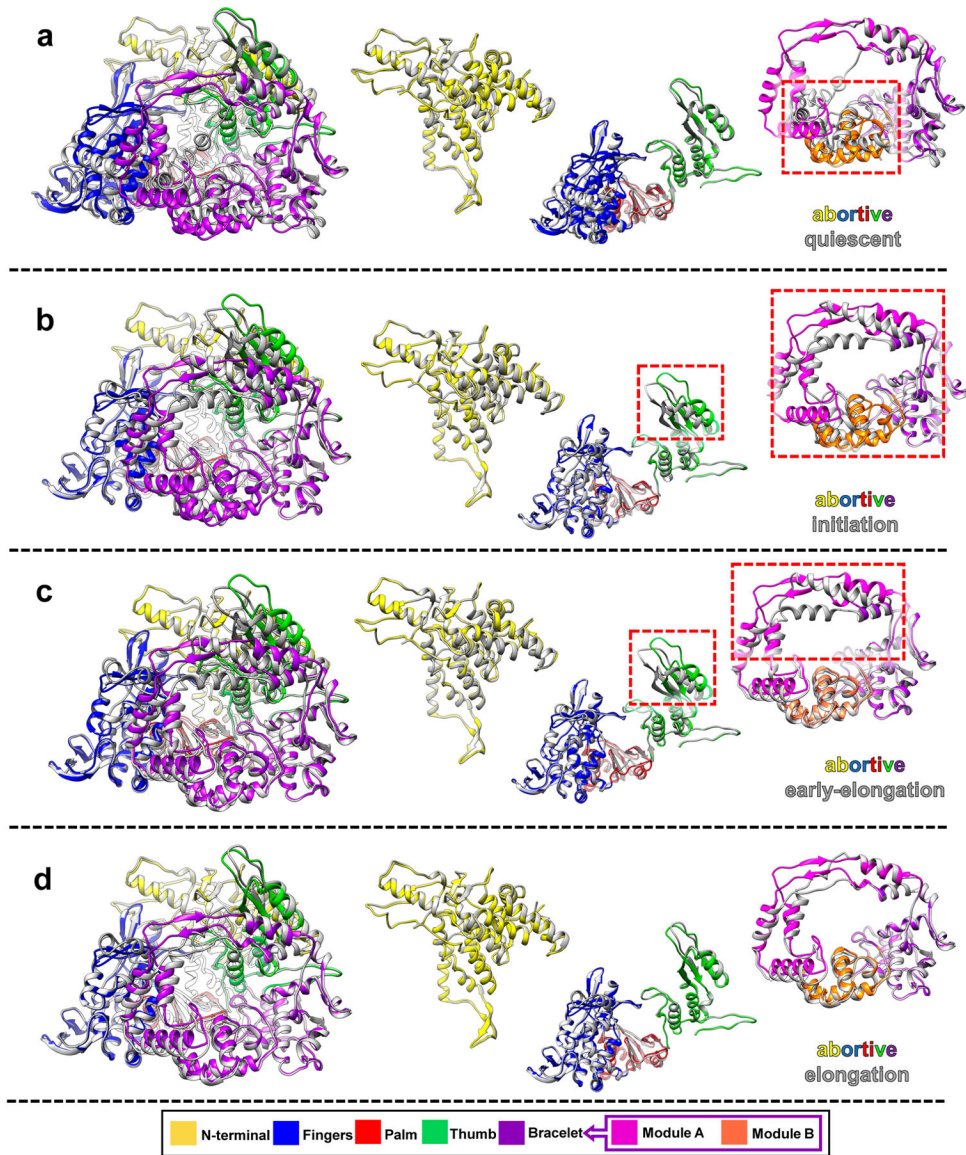 a
abortive
quiescent
b
abortive
initiation
c
abortive
early-elongation
d
abortive
elongation
N-terminal Fingers Palm Thumb Bracelet Module A Module B